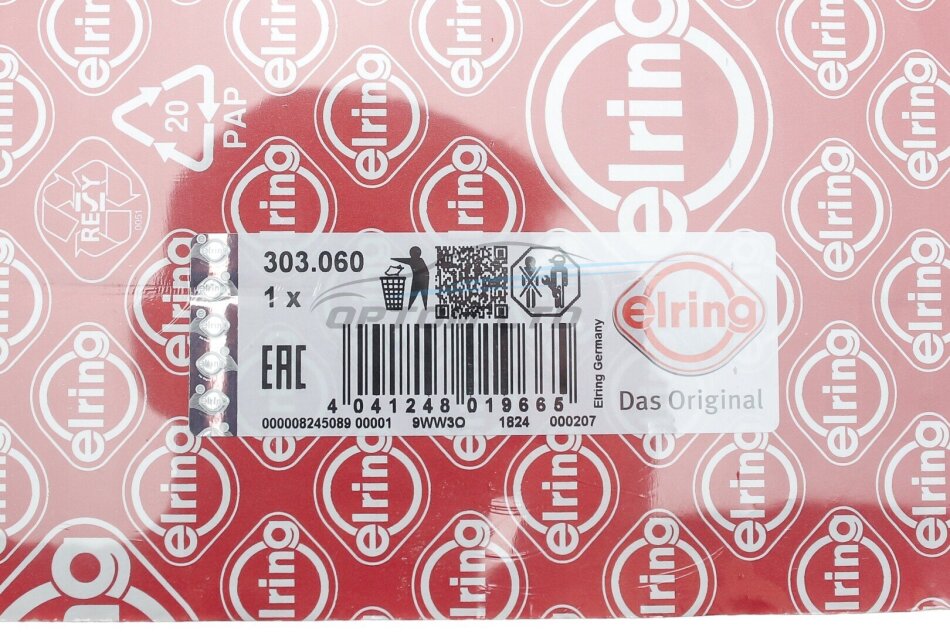 elring
20
PAP
RESY
0051
303.060
1 x
EAC
4 041248 019665
Elring Germany
elring
Das Original
000008245089 00001 9WW3O 1824 000207